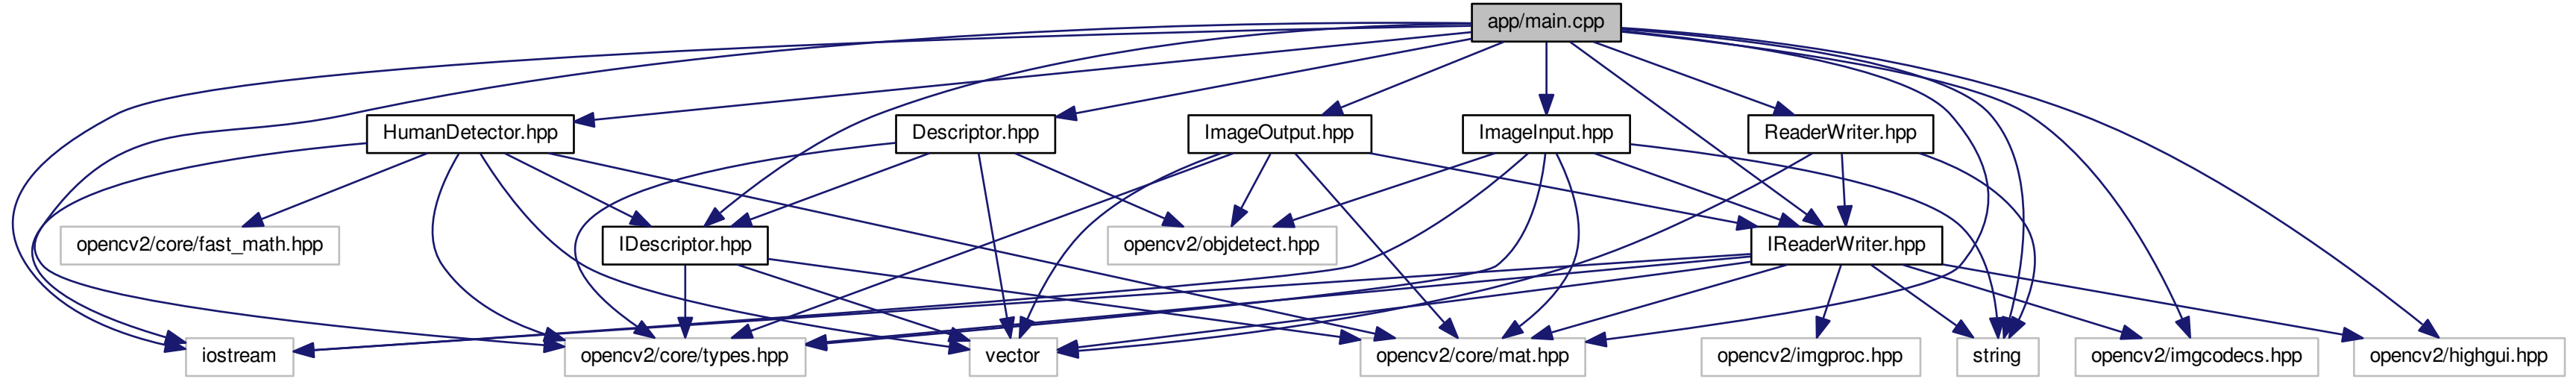 app/main.cpp
HumanDetector.hpp
Descriptor.hpp
ImageOutput.hpp
ImageInput.hpp
ReaderWriter.hpp
opencv2/core/fast_math.hpp
IDescriptor.hpp
opencv2/objdetect.hpp
IReaderWriter.hpp
iostream
opencv2/core/types.hpp
vector
opencv2/core/mat.hpp
opencv2/imgproc.hpp
string
opencv2/imgcodecs.hpp
opencv2/highgui.hpp